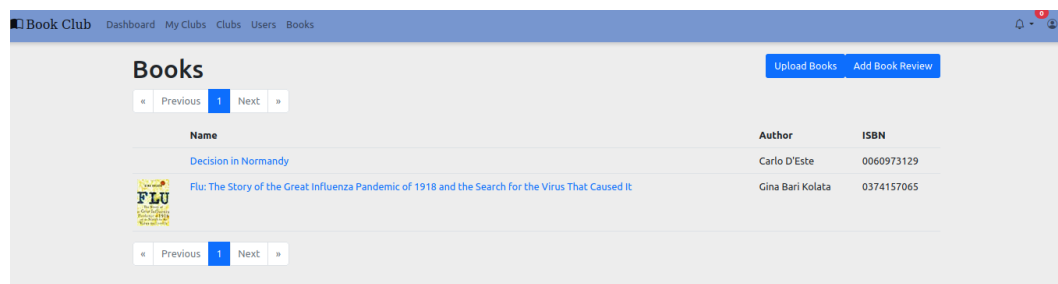 Book Club Dashboard My Clubs Clubs Users Books 0
Books Upload Books Add Book Review
« Previous 1 Next »
Name Author ISBN
Decision in Normandy Carlo D'Este 0060973129
Flu: The Story of the Great Influenza Pandemic of 1918 and the Search for the Virus That Caused It Gina Bari Kolata 0374157065
FLU
« Previous 1 Next »